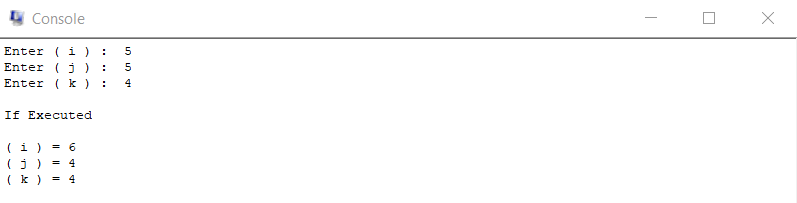 Console
Enter ( i ) :  5
Enter ( j ) :  5
Enter ( k ) :  4
If Executed
( i ) = 6
( j ) = 4
( k ) = 4